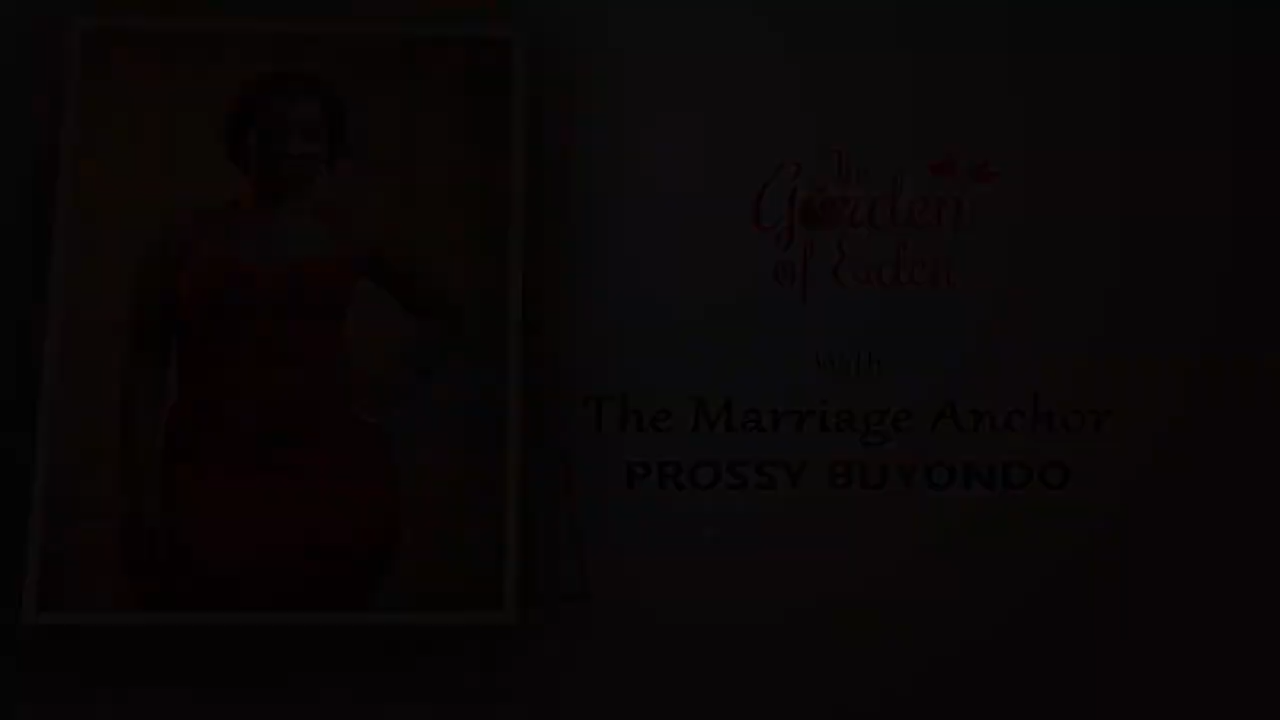 The
Garden
of Eden
With
The Marriage Anchor
PROSSY BUYONDO